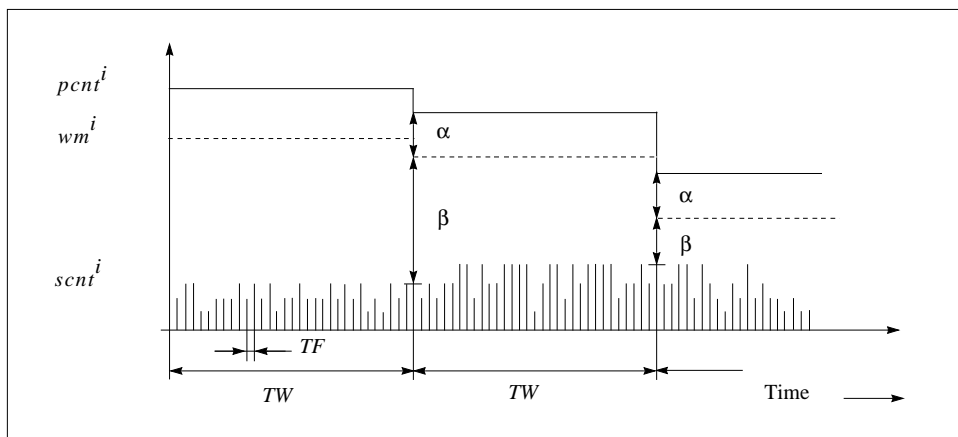 pcnt^i
wm^i
α
α
β
β
scnt^i
TF
TW
TW
Time